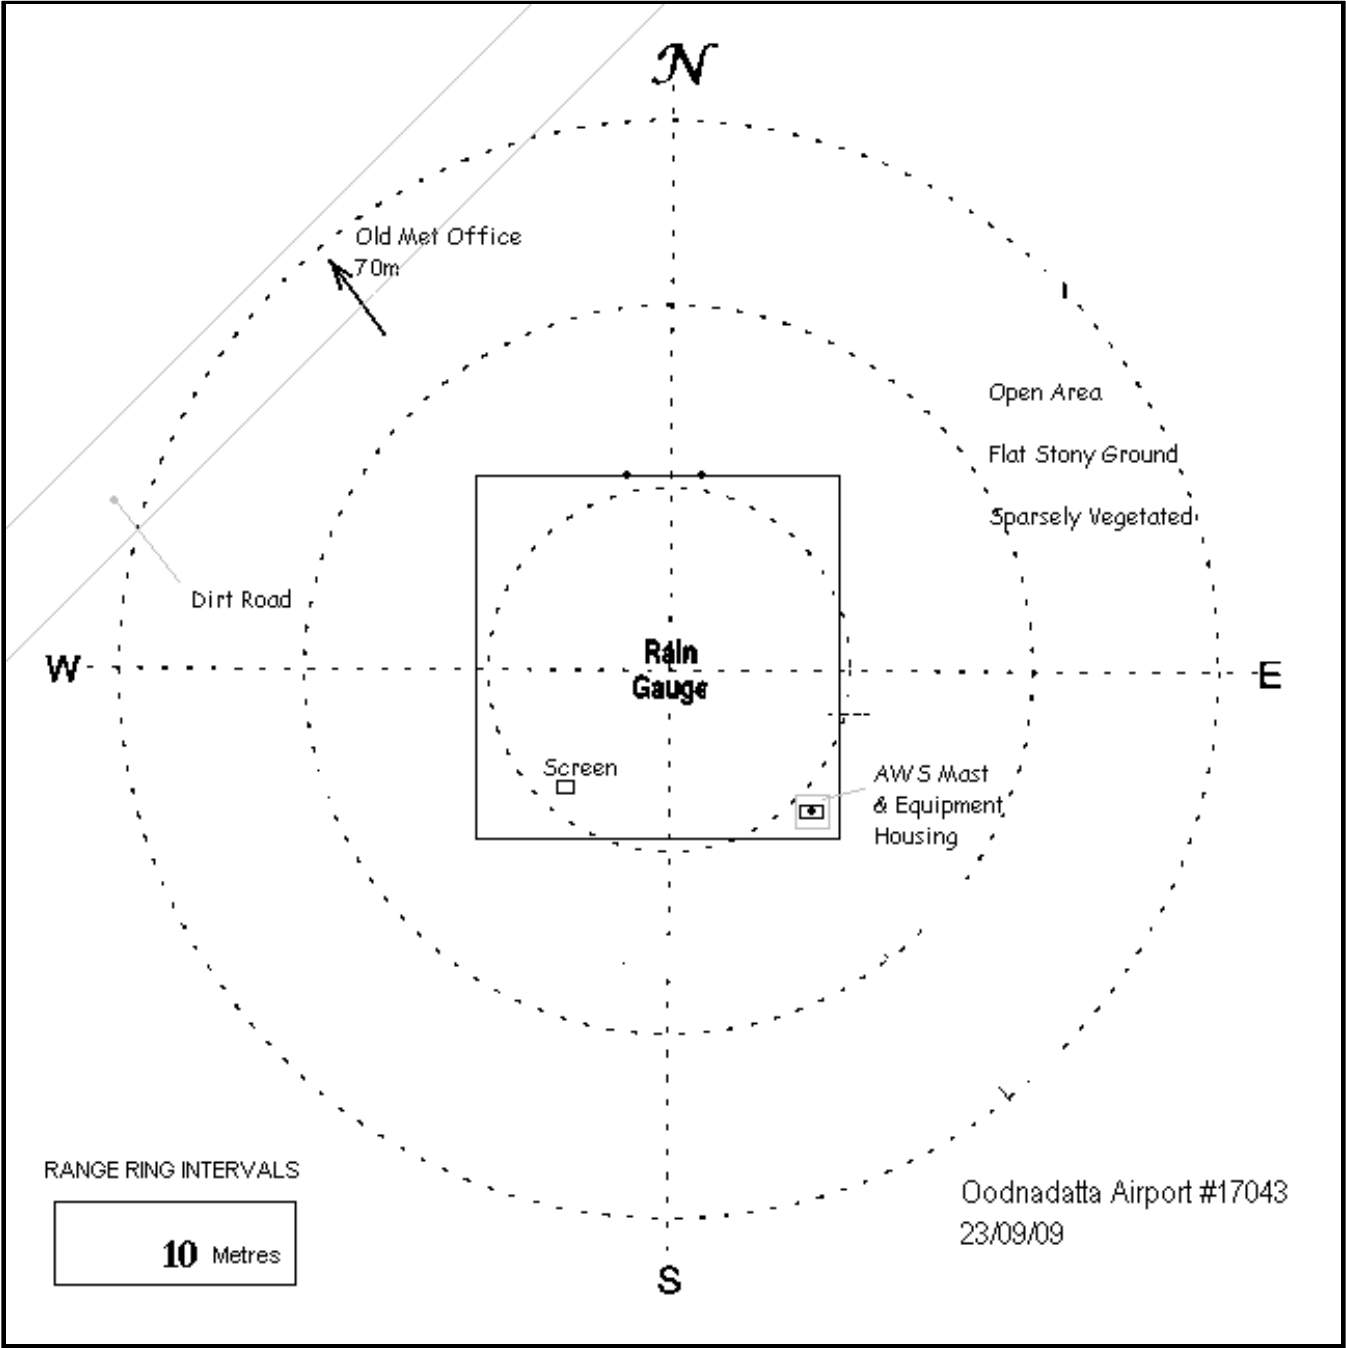 N
Old Met Office
70m
Open Area
Flat Stony Ground
Sparsely Vegetated
Dirt Road
W
Rain
Gauge
E
Screen
AWS Mast
& Equipment
Housing
RANGE RING INTERVALS
10 Metres
Oodnadatta Airport #17043
23/09/09
S